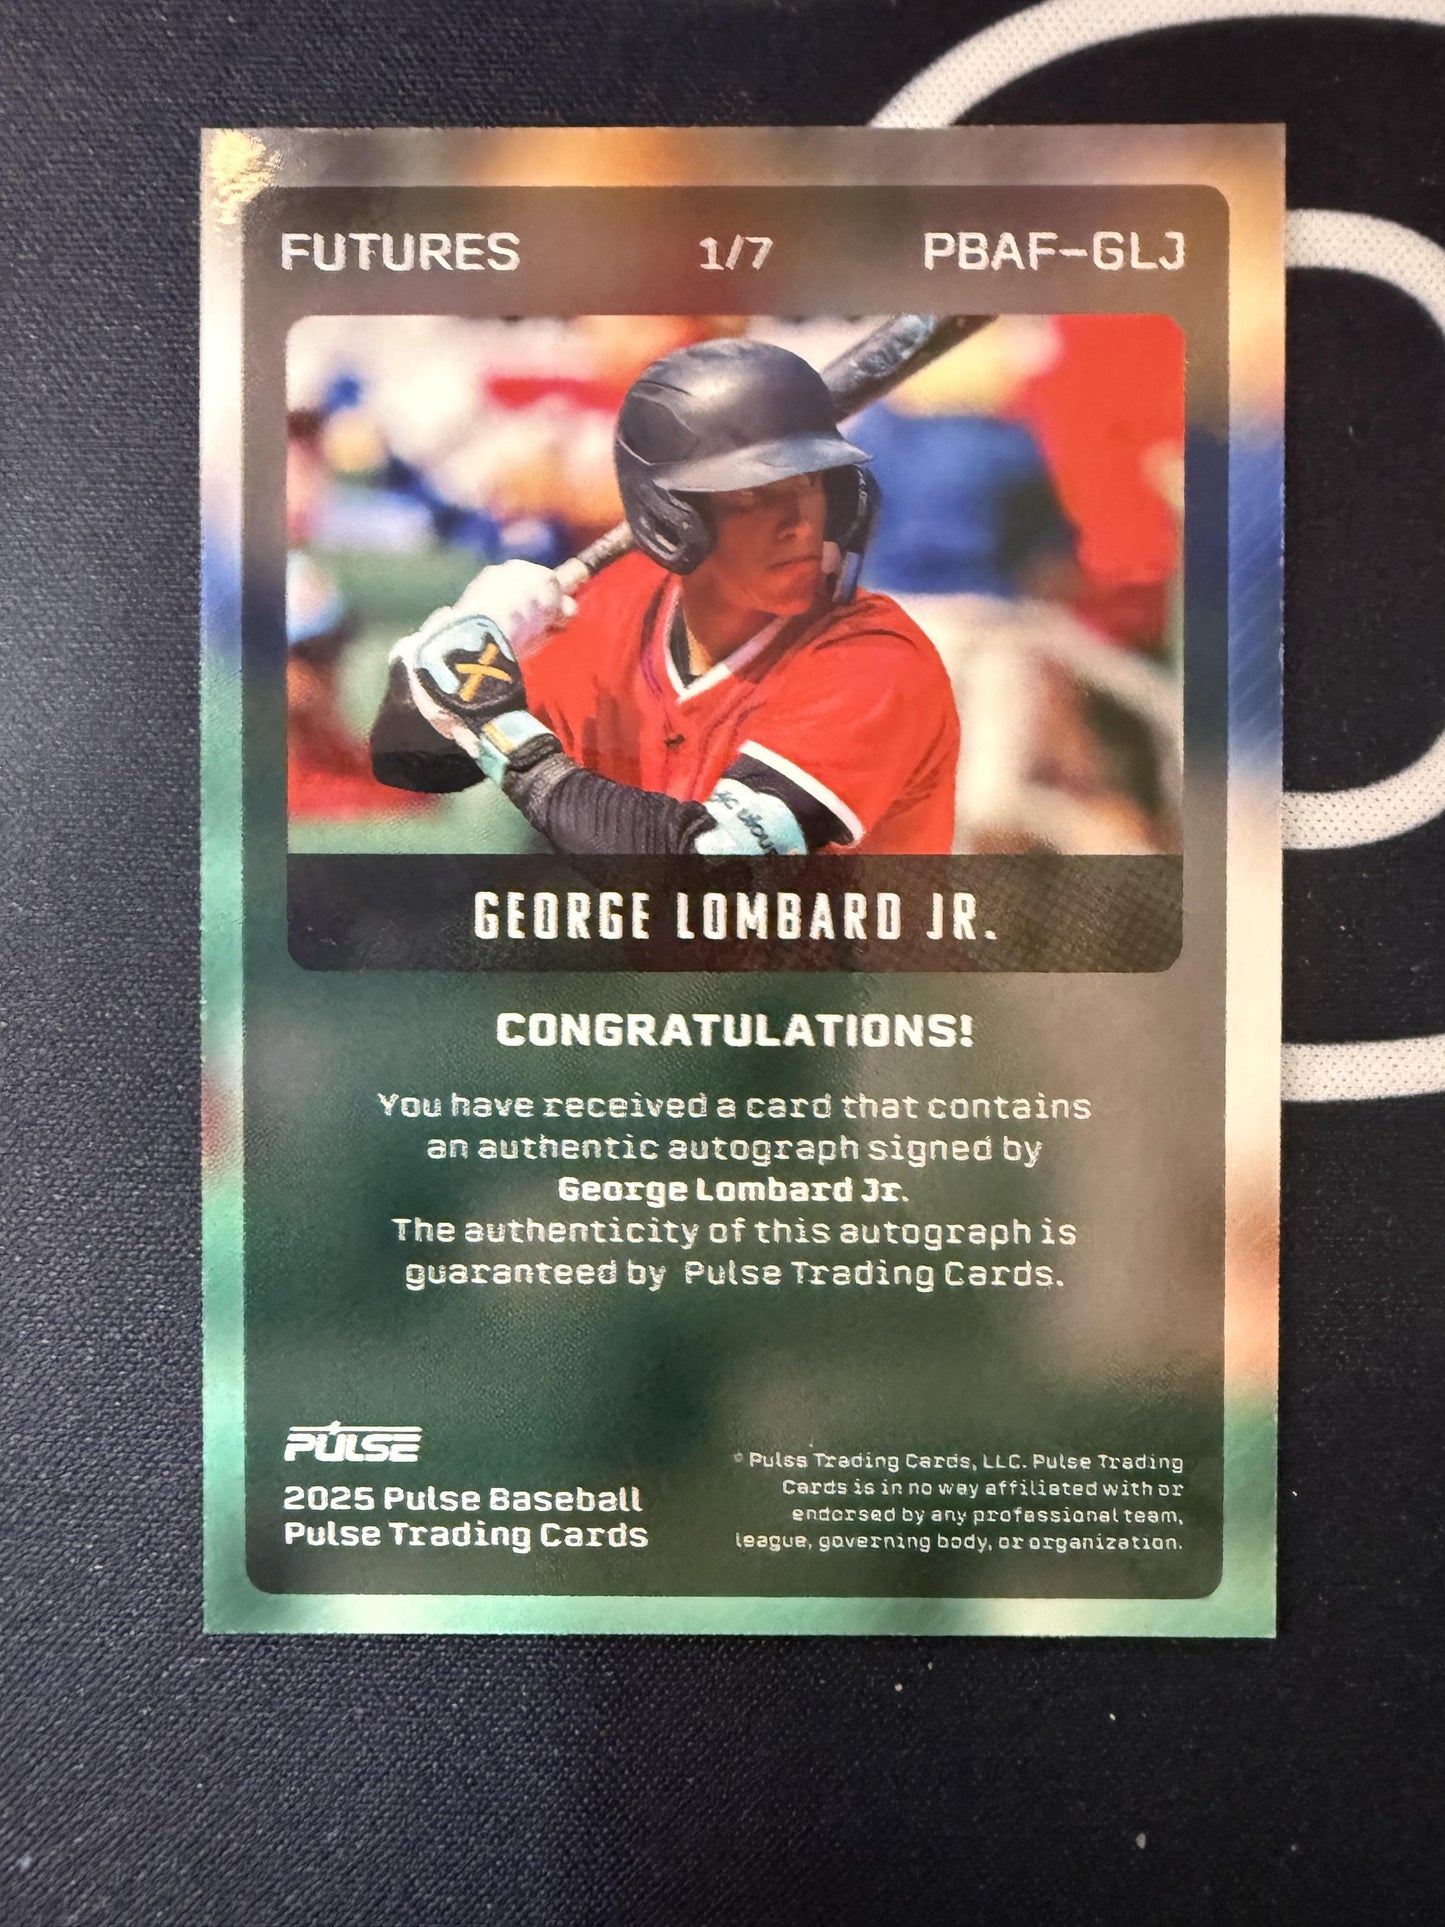 FUTURES 1/7 PBAF-GLJ
GEORGE LOMBARD JR.
CONGRATULATIONS!
You have received a card that contains
an authentic autograph signed by
George Lombard Jr.
The authenticity of this autograph is
guaranteed by Pulse Trading Cards.
PULSE
2025 Pulse Baseball
Pulse Trading Cards
© Pulse Trading Cards, LLC. Pulse Trading
Cards is in no way affiliated with or
endorsed by any professional team,
league, governing body, or organization.